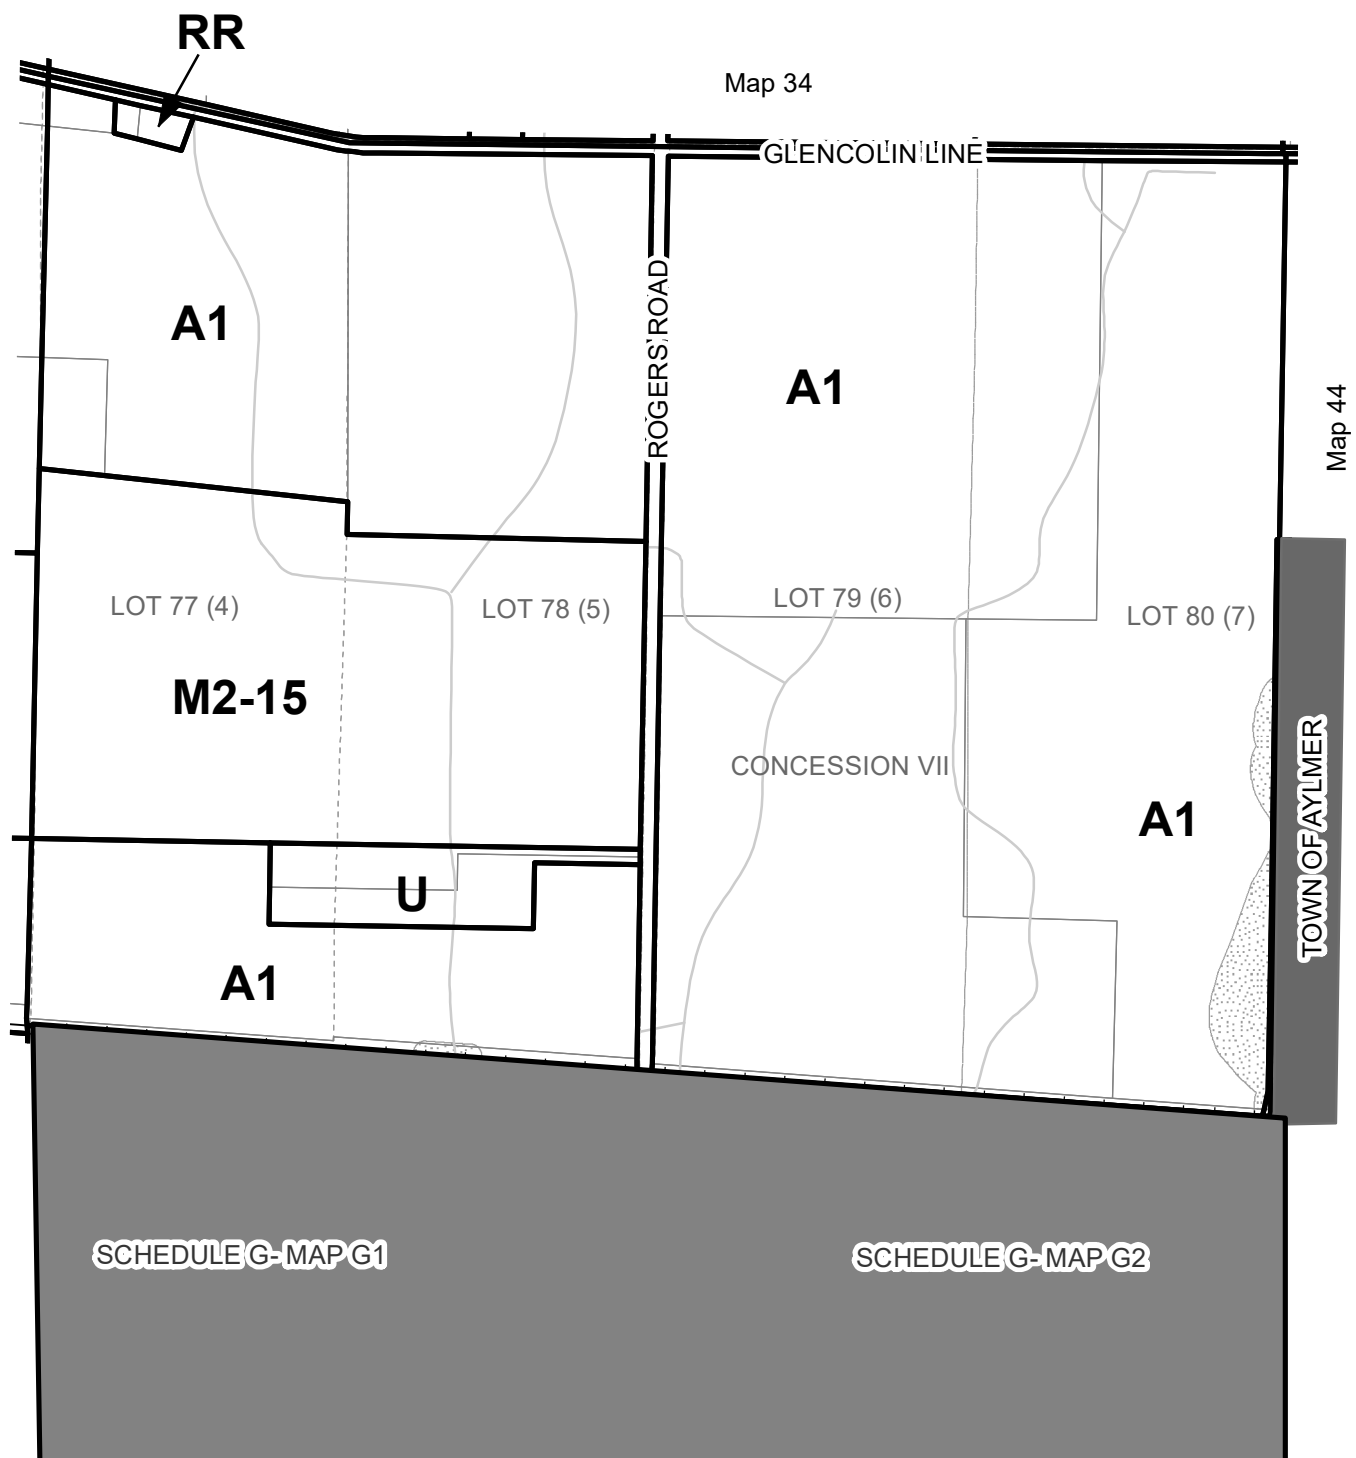 RR
Map 34
GLENCOLIN LINE
A1
ROGERS ROAD
A1
Map 44
LOT 77 (4)
LOT 78 (5)
LOT 79 (6)
LOT 80 (7)
M2-15
CONCESSION VII
A1
TOWN OF AYLMER
U
A1
SCHEDULE G- MAP G1
SCHEDULE G- MAP G2